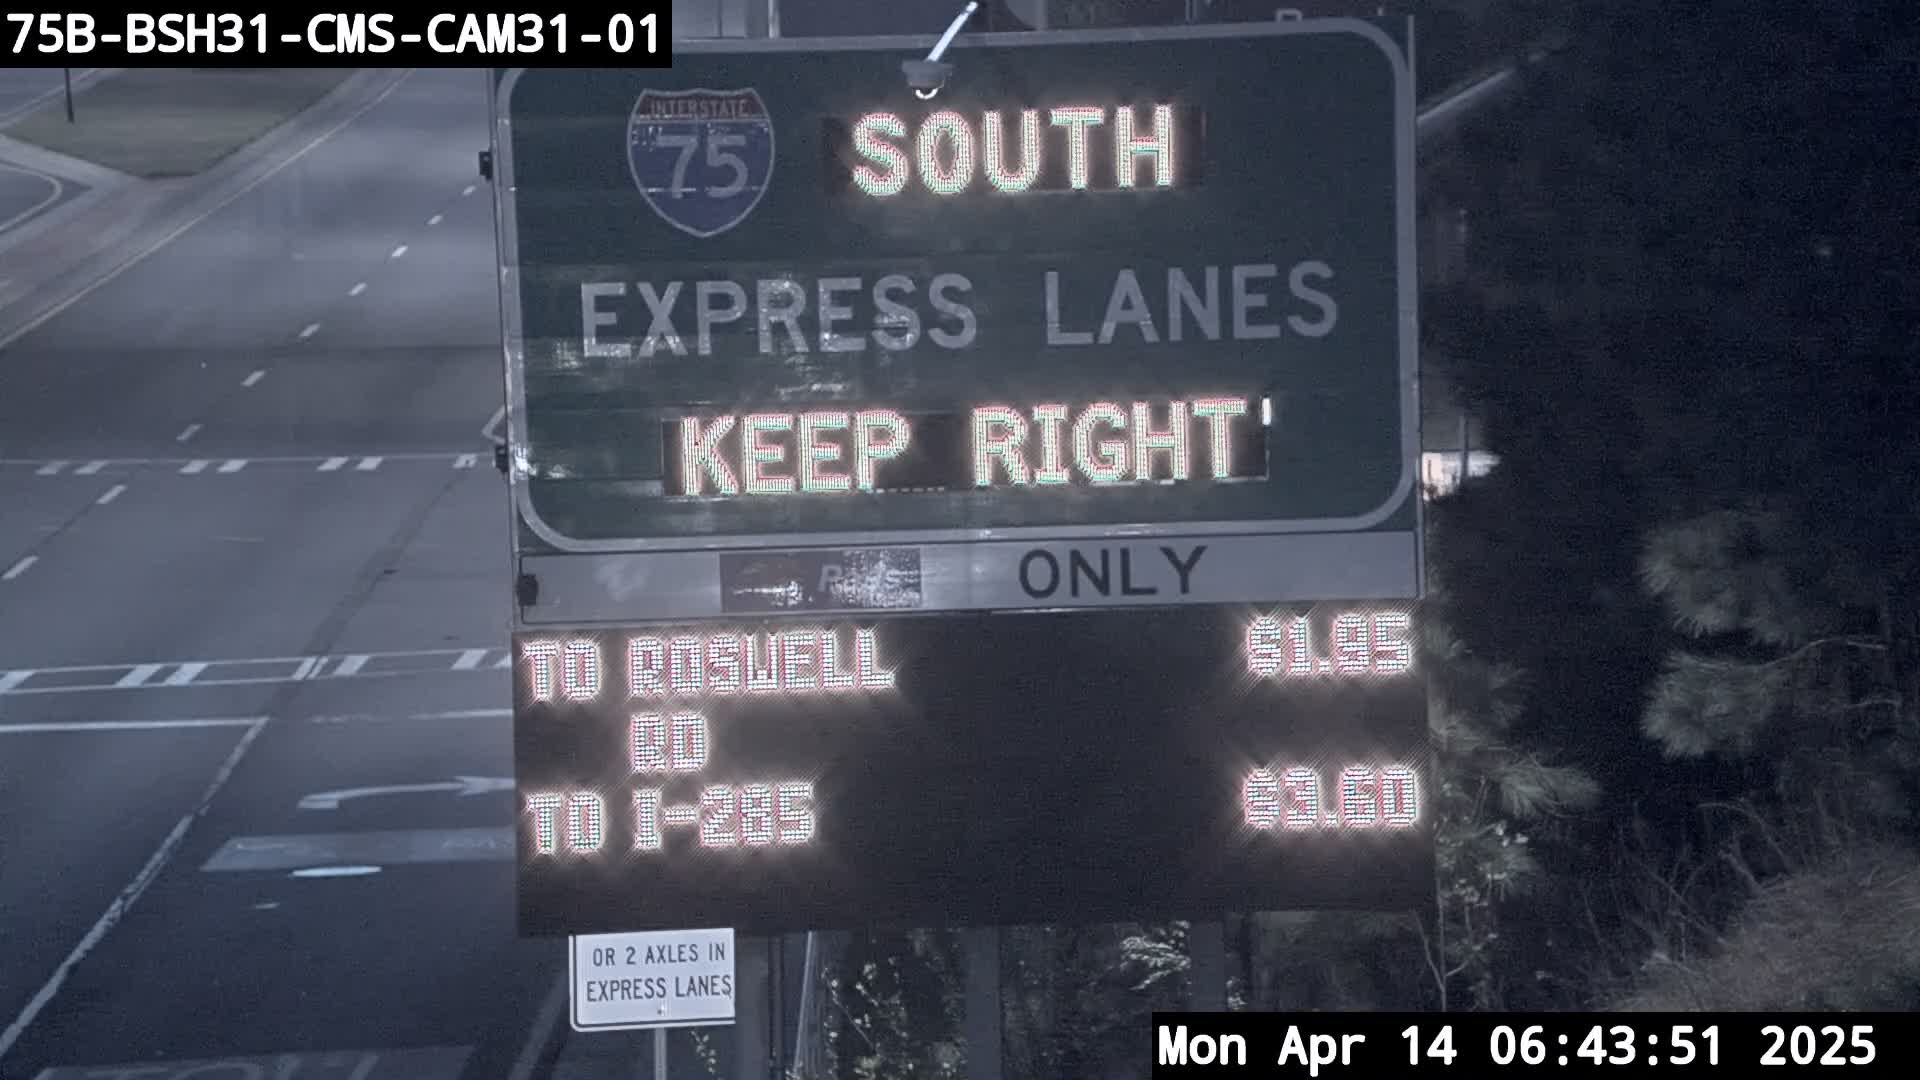 75B-BSH31-CMS-CAM31-01
INTERSTATE
75
SOUTH
EXPRESS LANES
KEEP RIGHT
ONLY
TO ROSWELL $1.95
RD
TO I-285 $3.60
OR 2 AXLES IN
EXPRESS LANES
Mon Apr 14 06:43:51 2025